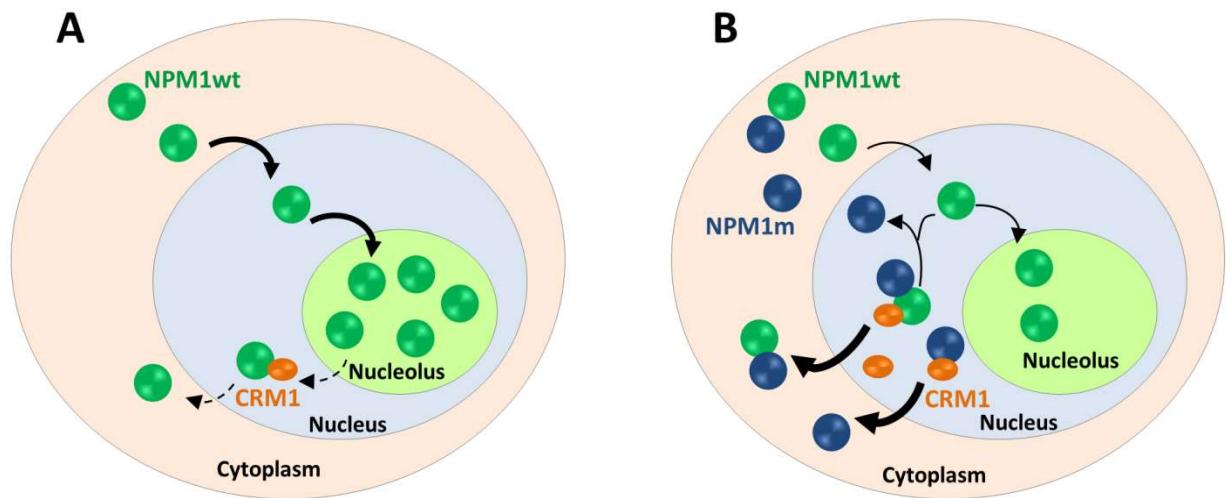 A
NPM1wt
CRM1
Nucleolus
Nucleus
Cytoplasm
B
NPM1wt
NPM1m
Nucleolus
CRM1
Nucleus
Cytoplasm